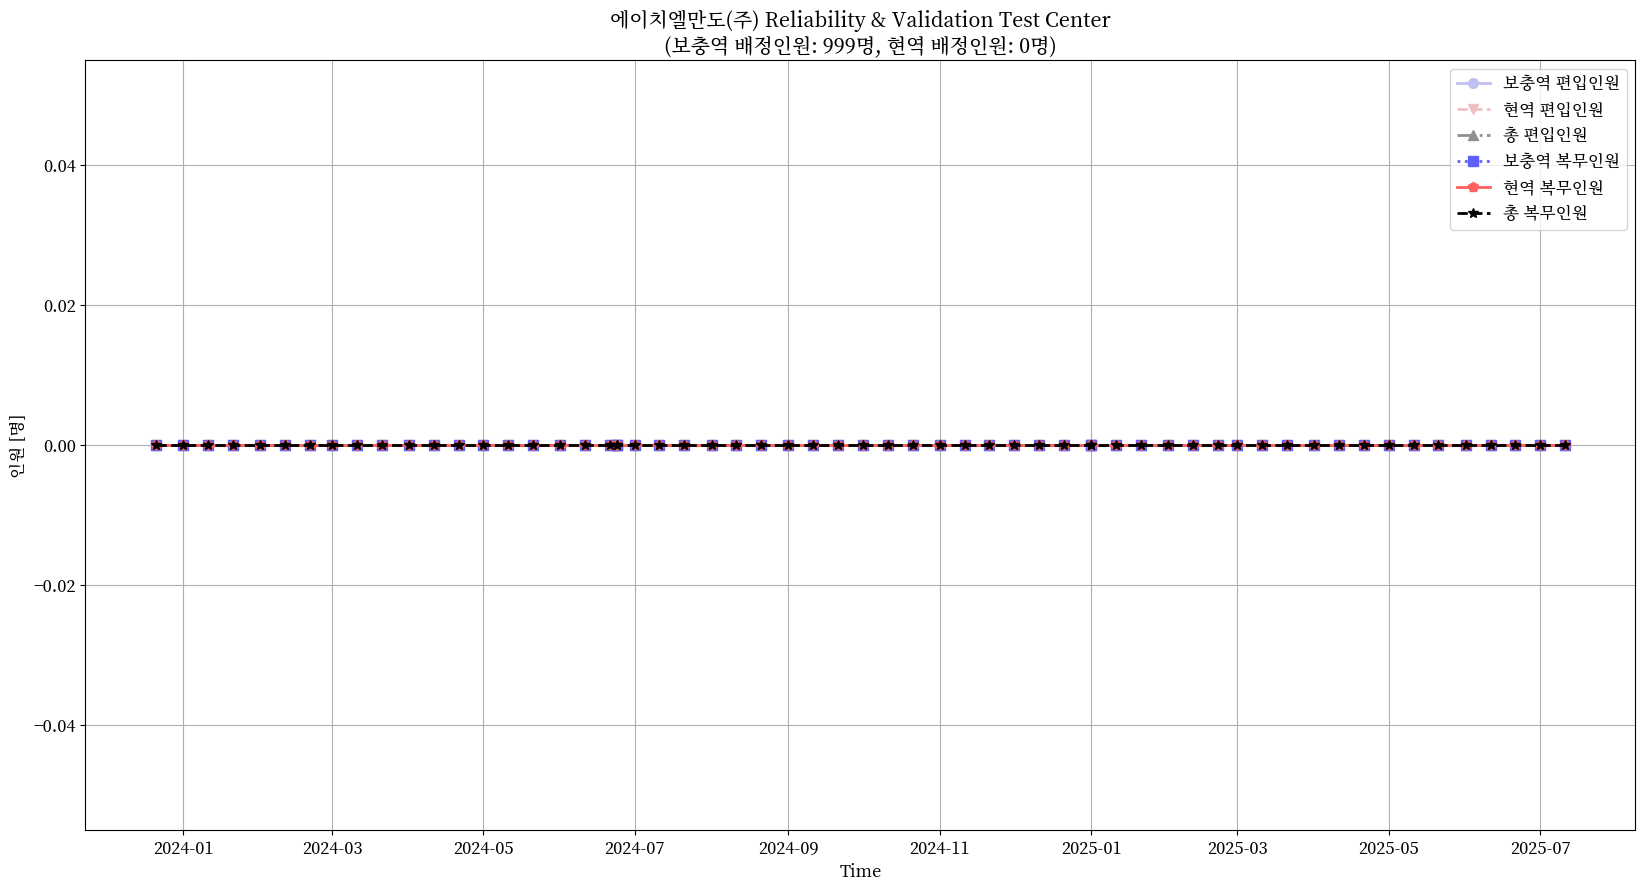 에이치엘만도(주) Reliability & Validation Test Center
(보충역 배정인원: 999명, 현역 배정인원: 0명)
보충역 편입인원
현역 편입인원
총 편입인원
보충역 복무인원
현역 복무인원
총 복무인원
인원 [명]
0.04
0.02
0.00
−0.02
−0.04
2024-01
2024-03
2024-05
2024-07
2024-09
2024-11
2025-01
2025-03
2025-05
2025-07
Time